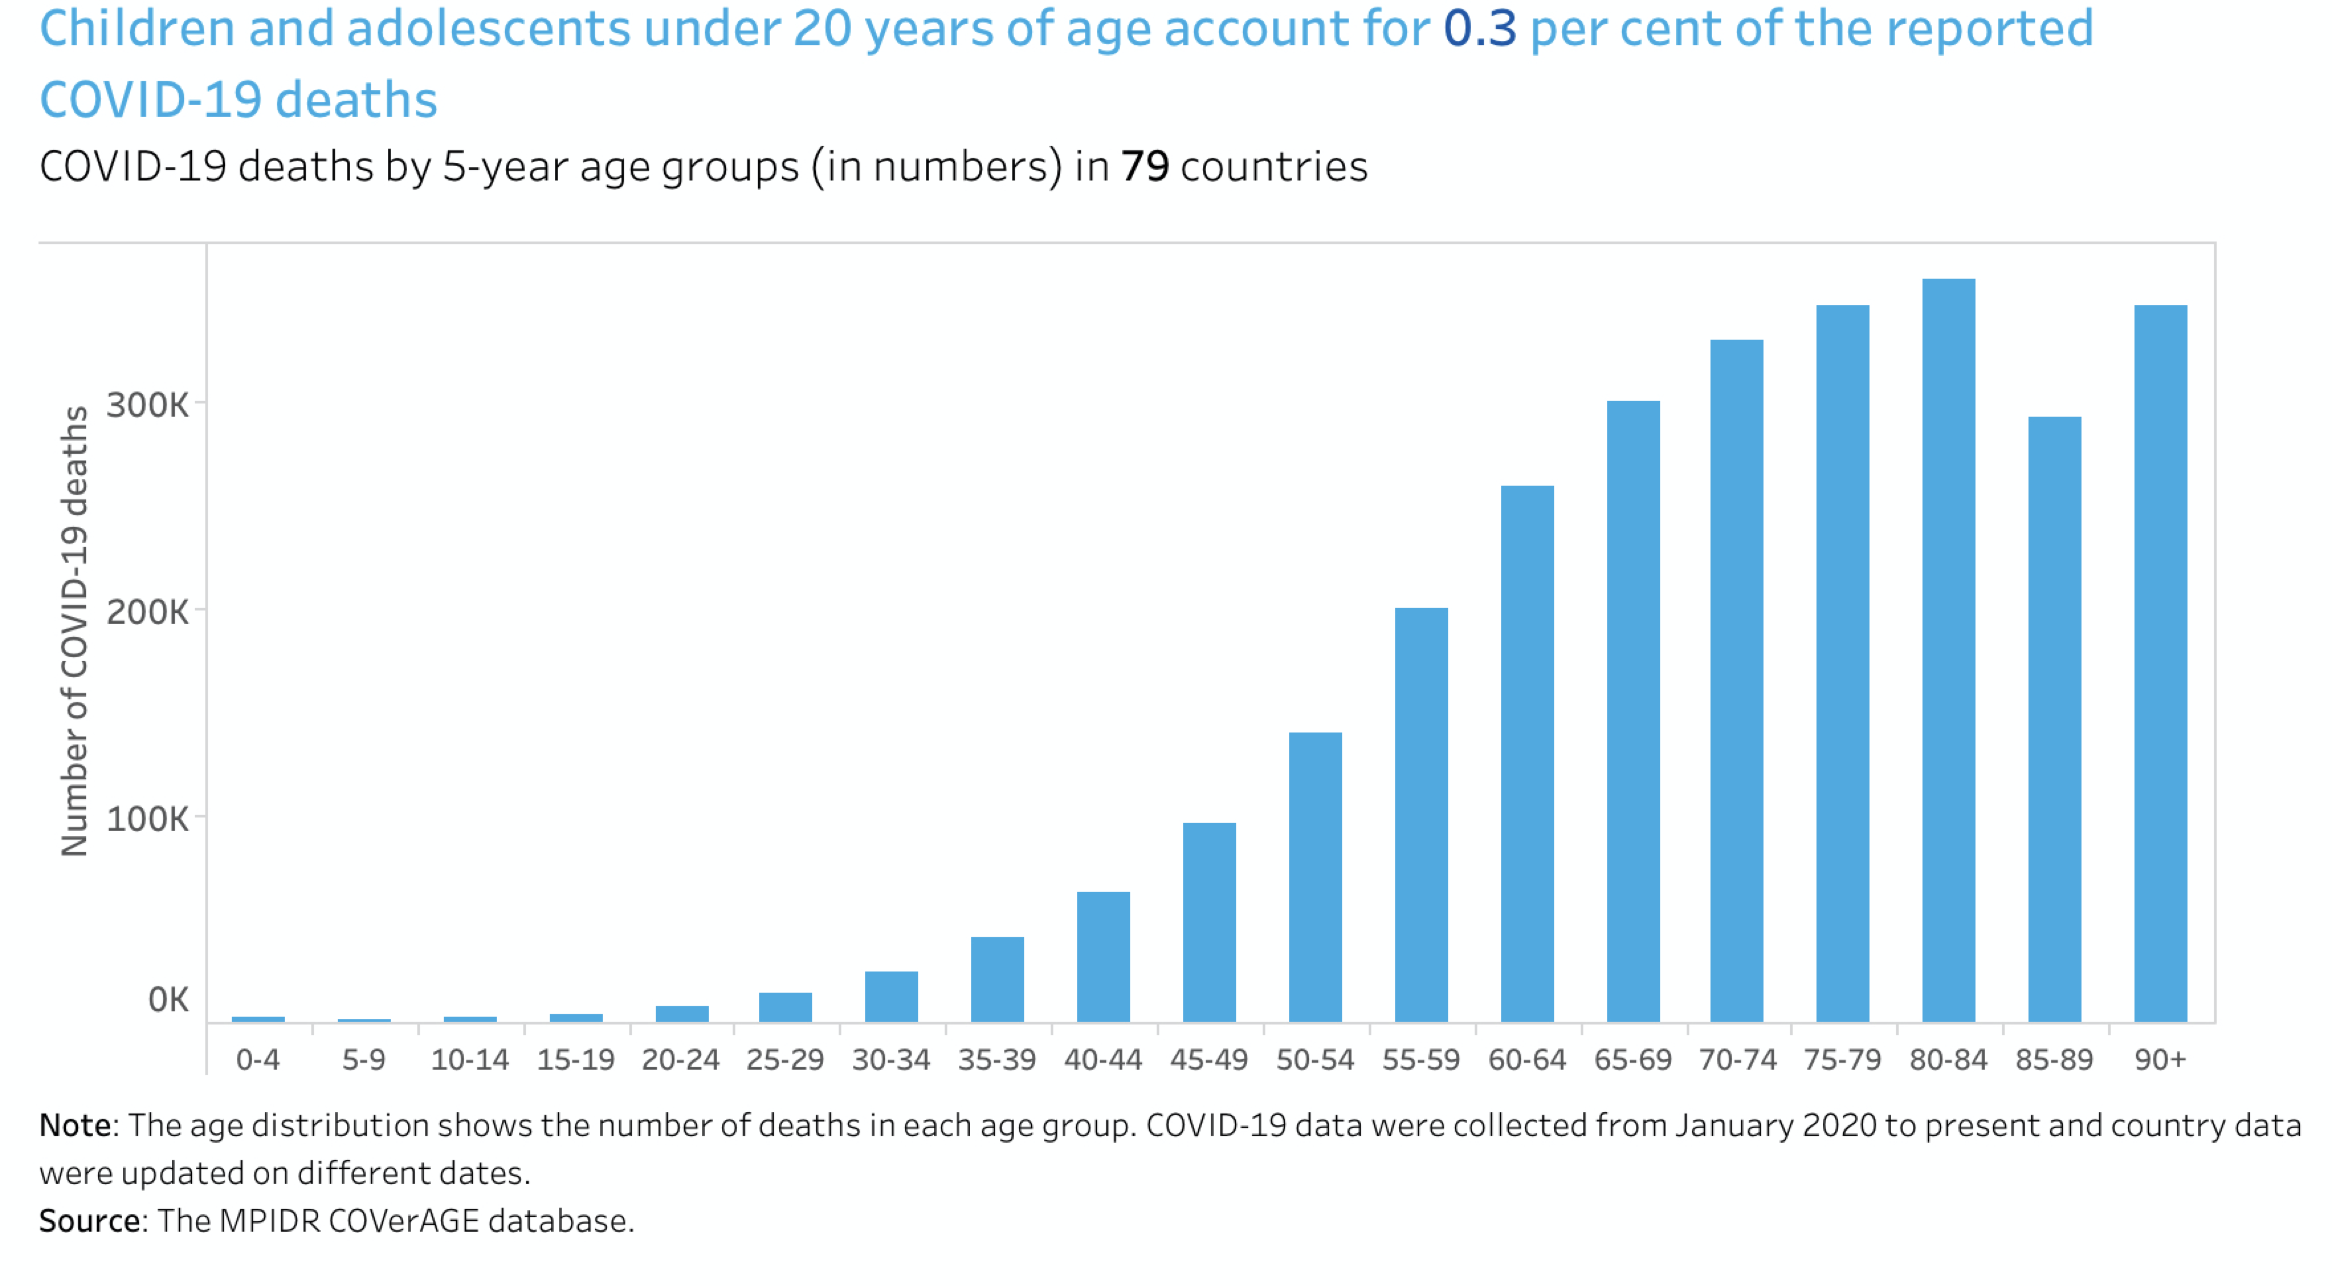 Children and adolescents under 20 years of age account for 0.3 per cent of the reported
COVID-19 deaths
COVID-19 deaths by 5-year age groups (in numbers) in 79 countries
Number of COVID-19 deaths
300K
200K
100K
0K
0-4 5-9 10-14 15-19 20-24 25-29 30-34 35-39 40-44 45-49 50-54 55-59 60-64 65-69 70-74 75-79 80-84 85-89 90+
Note: The age distribution shows the number of deaths in each age group. COVID-19 data were collected from January 2020 to present and country data
were updated on different dates.
Source: The MPIDR COVerAGE database.